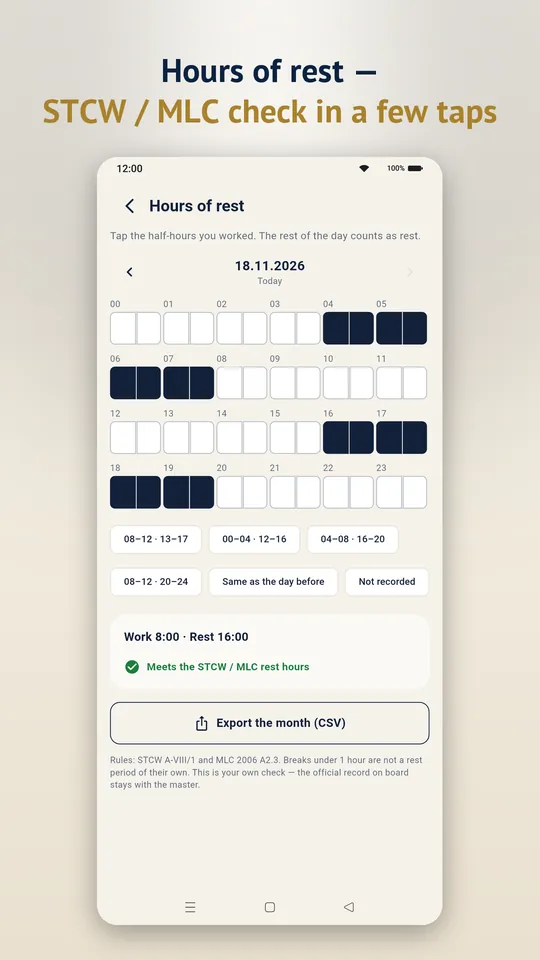 Hours of rest —
STCW / MLC check in a few taps
12:00
100%
Hours of rest
Tap the half-hours you worked. The rest of the day counts as rest.
18.11.2026
Today
00 01 02 03 04 05
06 07 08 09 10 11
12 13 14 15 16 17
18 19 20 21 22 23
08–12 · 13–17 00–04 · 12–16 04–08 · 16–20
08–12 · 20–24 Same as the day before Not recorded
Work 8:00 · Rest 16:00
Meets the STCW / MLC rest hours
Export the month (CSV)
Rules: STCW A-VIII/1 and MLC 2006 A2.3. Breaks under 1 hour are not a rest
period of their own. This is your own check — the official record on board
stays with the master.